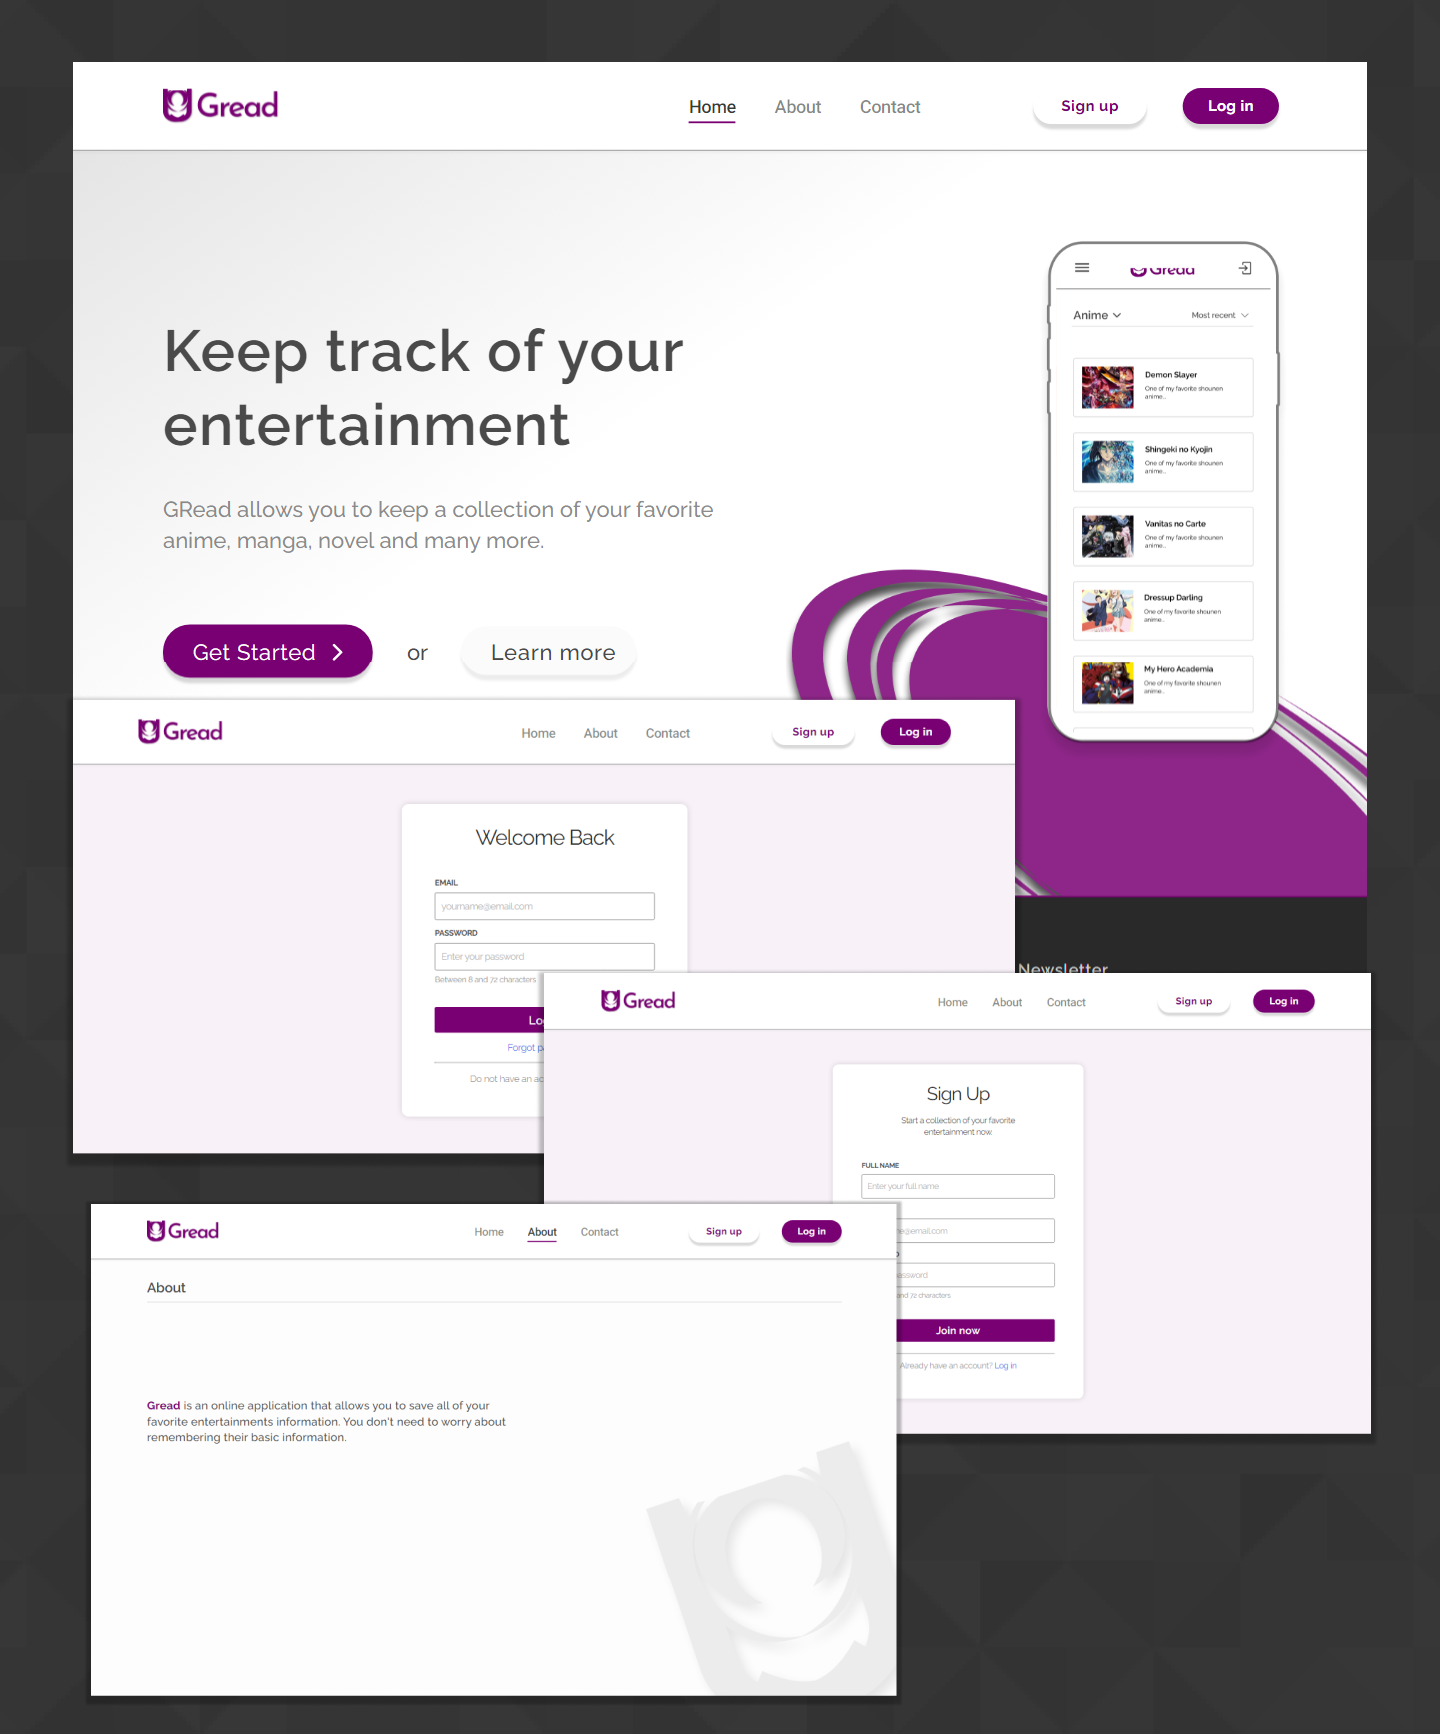 Gread
Home About Contact Sign up Log in
Keep track of your
entertainment
GRead allows you to keep a collection of your favorite
anime, manga, novel and many more.
Get Started or Learn more
Gread
Anime Most recent
Demon Slayer
One of my favorite shounen
anime..
Shingeki no Kyojin
One of my favorite shounen
anime..
Vanitas no Carte
One of my favorite shounen
anime..
Dressup Darling
One of my favorite shounen
anime..
My Hero Academia
One of my favorite shounen
anime..
Gread
Home About Contact Sign up Log in
Welcome Back
EMAIL
yourname@email.com
PASSWORD
Enter your password
Between 8 and 72 characters
Lo
Forgot p
Do not have an ac
Newsletter
Gread
Home About Contact Sign up Log in
Sign Up
Start a collection of your favorite
entertainment now.
FULL NAME
Enter your full name
e@email.com
password
and 72 characters
Join now
Already have an account? Log in
Gread
Home About Contact Sign up Log in
About
Gread is an online application that allows you to save all of your
favorite entertainments information. You don't need to worry about
remembering their basic information.